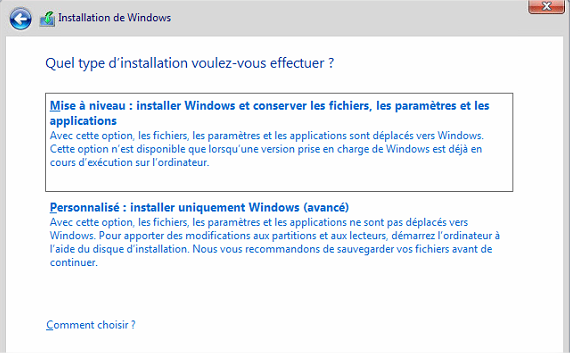 Installation de Windows
Quel type d'installation voulez-vous effectuer ?
Mise à niveau : installer Windows et conserver les fichiers, les paramètres et les
applications
Avec cette option, les fichiers, les paramètres et les applications sont déplacés vers Windows.
Cette option n'est disponible que lorsqu'une version prise en charge de Windows est déjà en
cours d'exécution sur l'ordinateur.
Personnalisé : installer uniquement Windows (avancé)
Avec cette option, les fichiers, les paramètres et les applications ne sont pas déplacés vers
Windows. Pour apporter des modifications aux partitions et aux lecteurs, démarrez l'ordinateur à
l'aide du disque d'installation. Nous vous recommandons de sauvegarder vos fichiers avant de
continuer.
Comment choisir ?